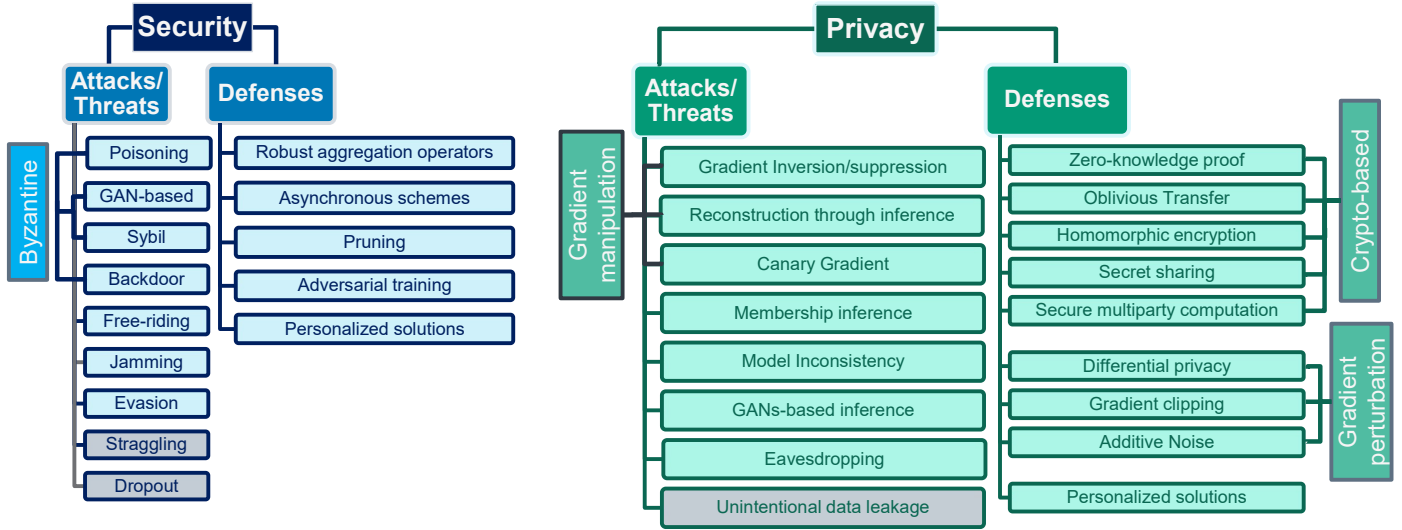 Security
Attacks/
Threats
Defenses
Byzantine
Poisoning
GAN-based
Sybil
Backdoor
Free-riding
Jamming
Evasion
Straggling
Dropout
Robust aggregation operators
Asynchronous schemes
Pruning
Adversarial training
Personalized solutions
Privacy
Attacks/
Threats
Defenses
Gradient
manipulation
Gradient Inversion/suppression
Reconstruction through inference
Canary Gradient
Membership inference
Model Inconsistency
GANs-based inference
Eavesdropping
Unintentional data leakage
Zero-knowledge proof
Oblivious Transfer
Homomorphic encryption
Secret sharing
Secure multiparty computation
Crypto-based
Differential privacy
Gradient clipping
Additive Noise
Gradient
perturbation
Personalized solutions